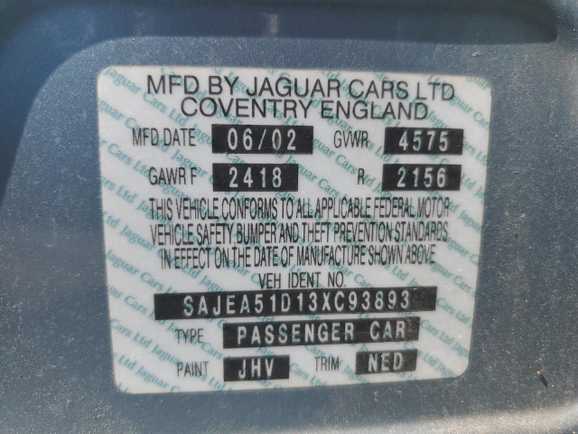 MFD BY JAGUAR CARS LTD
COVENTRY ENGLAND
MFD DATE 06/02 GVWR 4575
GAWR F 2418 R 2156
THIS VEHICLE CONFORMS TO ALL APPLICABLE FEDERAL MOTOR
VEHICLE SAFETY BUMPER AND THEFT PREVENTION STANDARDS
IN EFFECT ON THE DATE OF MANUFACTURE SHOWN ABOVE
VEH IDENT NO.
SAJEA51D13XC93893
TYPE PASSENGER CAR
PAINT JHV TRIM NED